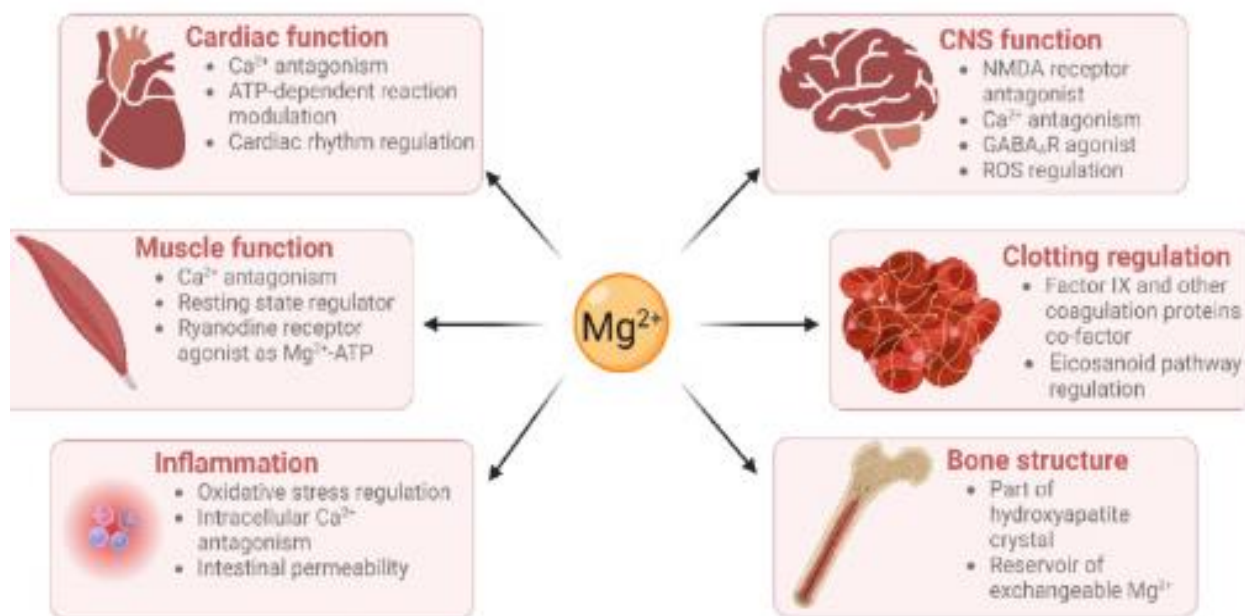 Cardiac function
• Ca²⁺ antagonism
• ATP-dependent reaction
modulation
• Cardiac rhythm regulation
CNS function
• NMDA receptor
antagonist
• Ca²⁺ antagonism
• GABAₐR agonist
• ROS regulation
Muscle function
• Ca²⁺ antagonism
• Resting state regulator
• Ryanodine receptor
agonist as Mg²⁺-ATP
Mg²⁺
Clotting regulation
• Factor IX and other
coagulation proteins
co-factor
• Eicosanoid pathway
regulation
Inflammation
• Oxidative stress regulation
• Intracellular Ca²⁺
antagonism
• Intestinal permeability
Bone structure
• Part of
hydroxyapatite
crystal
• Reservoir of
exchangeable Mg²⁺